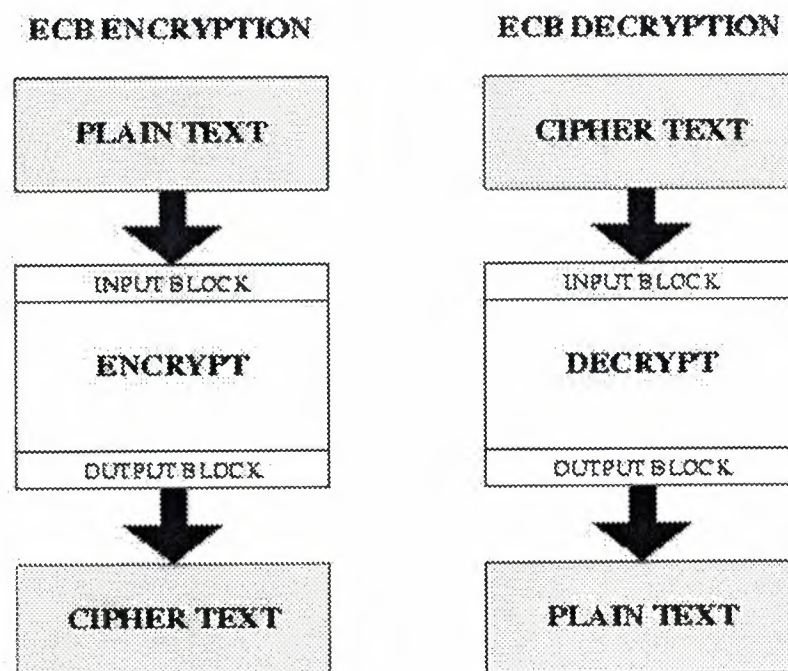 ECB ENCRYPTION
PLAIN TEXT
INPUT BLOCK
ENCRYPT
OUTPUT BLOCK
CIPHER TEXT
ECB DECRYPTION
CIPHER TEXT
INPUT BLOCK
DECRYPT
OUTPUT BLOCK
PLAIN TEXT